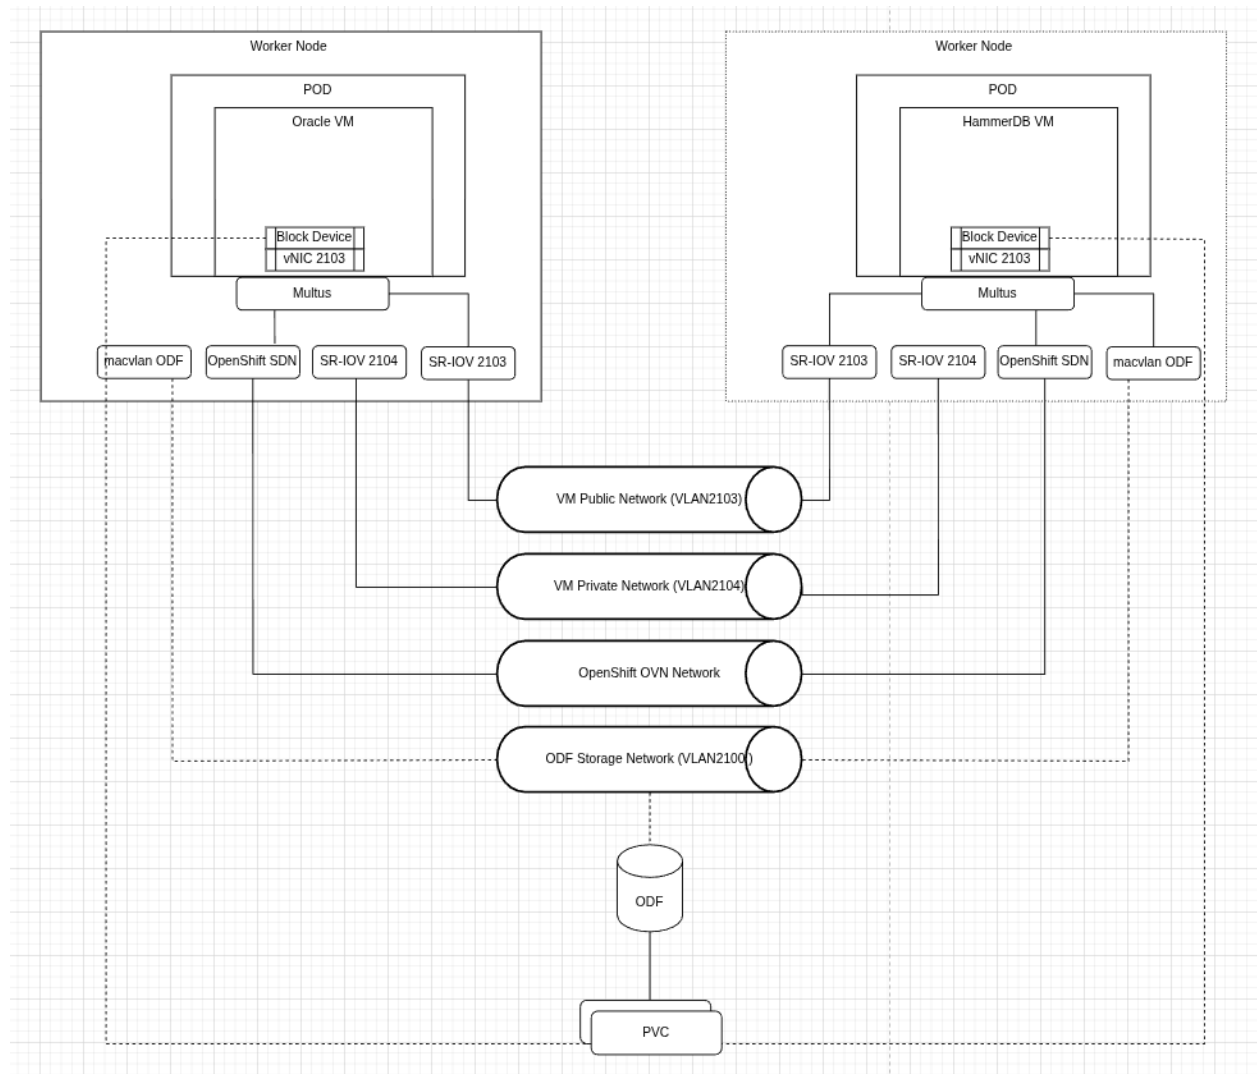 Worker Node
POD
Oracle VM
Block Device
vNIC 2103
Multus
macvlan ODF
OpenShift SDN
SR-IOV 2104
SR-IOV 2103
Worker Node
POD
HammerDB VM
Block Device
vNIC 2103
Multus
SR-IOV 2103
SR-IOV 2104
OpenShift SDN
macvlan ODF
VM Public Network (VLAN2103)
VM Private Network (VLAN2104)
OpenShift OVN Network
ODF Storage Network (VLAN2100)
ODF
PVC